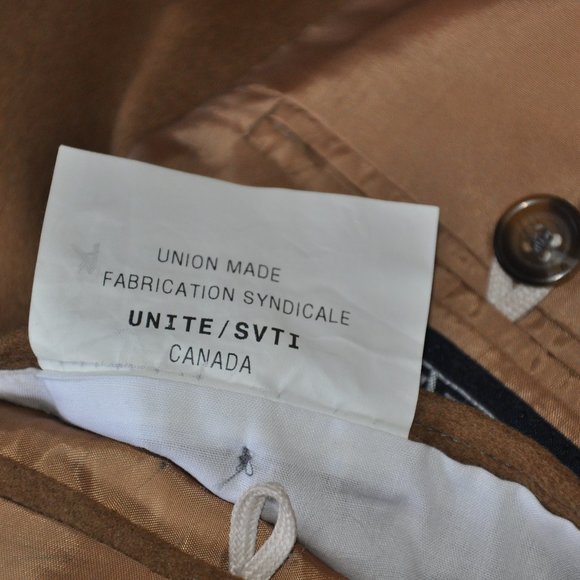 UNION MADE
FABRICATION SYNDICALE
UNITE/SVTI
CANADA